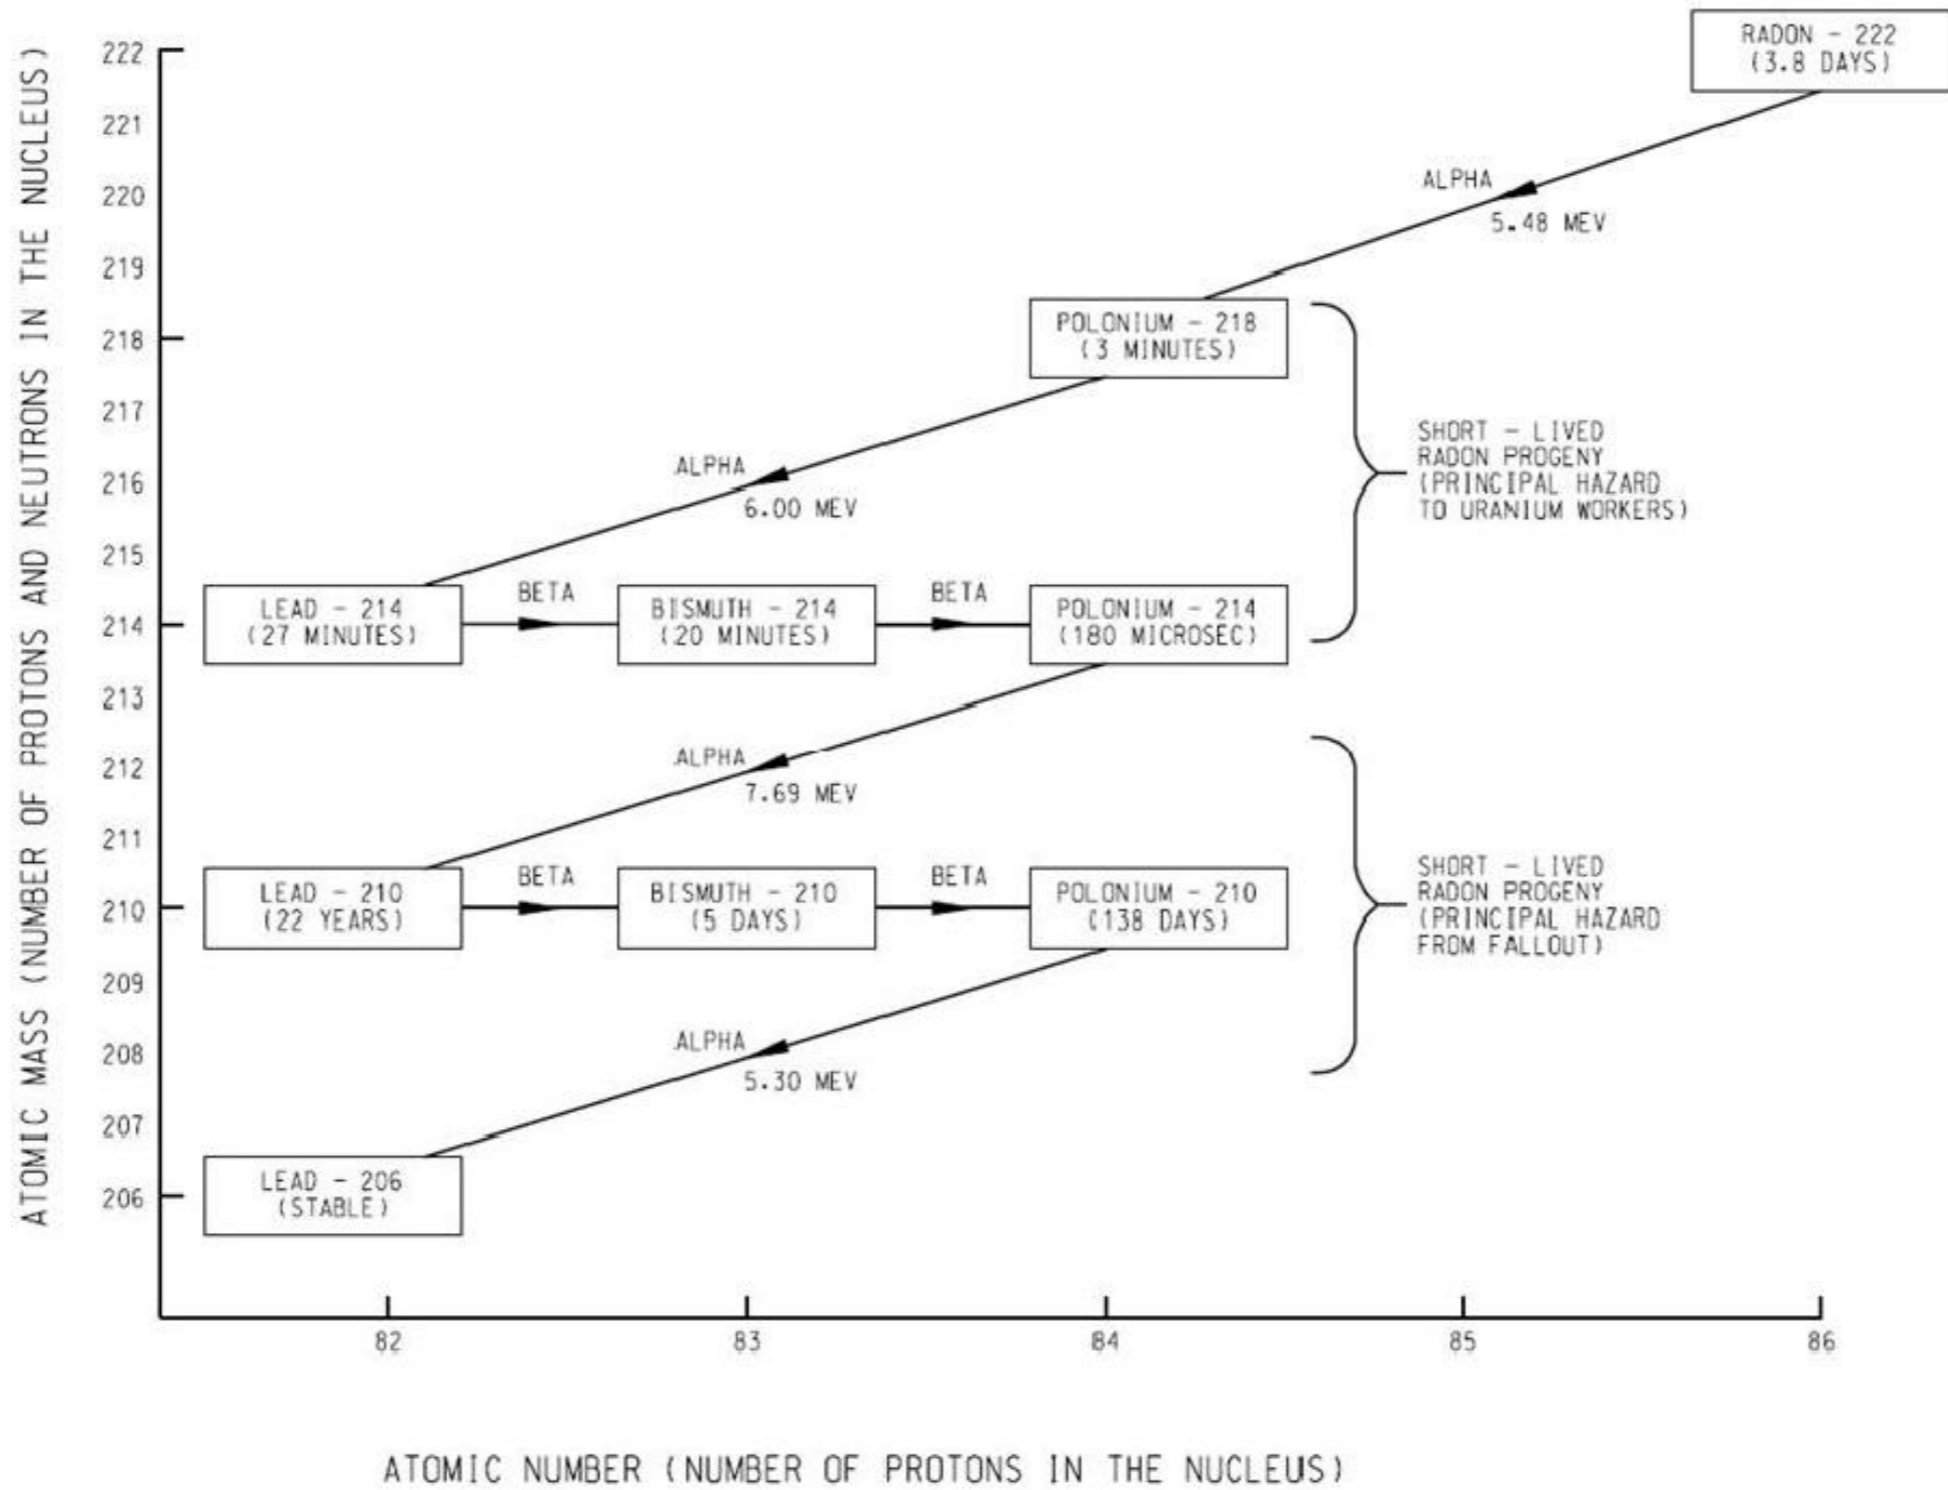 ATOMIC MASS (NUMBER OF PROTONS AND NEUTRONS IN THE NUCLEUS)
222
221
220
219
218
217
216
215
214
213
212
211
210
209
208
207
206
RADON - 222
(3.8 DAYS)
ALPHA
5.48 MEV
POLONIUM - 218
(3 MINUTES)
ALPHA
6.00 MEV
SHORT - LIVED
RADON PROGENY
(PRINCIPAL HAZARD
TO URANIUM WORKERS)
LEAD - 214
(27 MINUTES)
BETA
BISMUTH - 214
(20 MINUTES)
BETA
POLONIUM - 214
(180 MICROSEC)
ALPHA
7.69 MEV
LEAD - 210
(22 YEARS)
BETA
BISMUTH - 210
(5 DAYS)
BETA
POLONIUM - 210
(138 DAYS)
SHORT - LIVED
RADON PROGENY
(PRINCIPAL HAZARD
FROM FALLOUT)
ALPHA
5.30 MEV
LEAD - 206
(STABLE)
82
83
84
85
86
ATOMIC NUMBER (NUMBER OF PROTONS IN THE NUCLEUS)